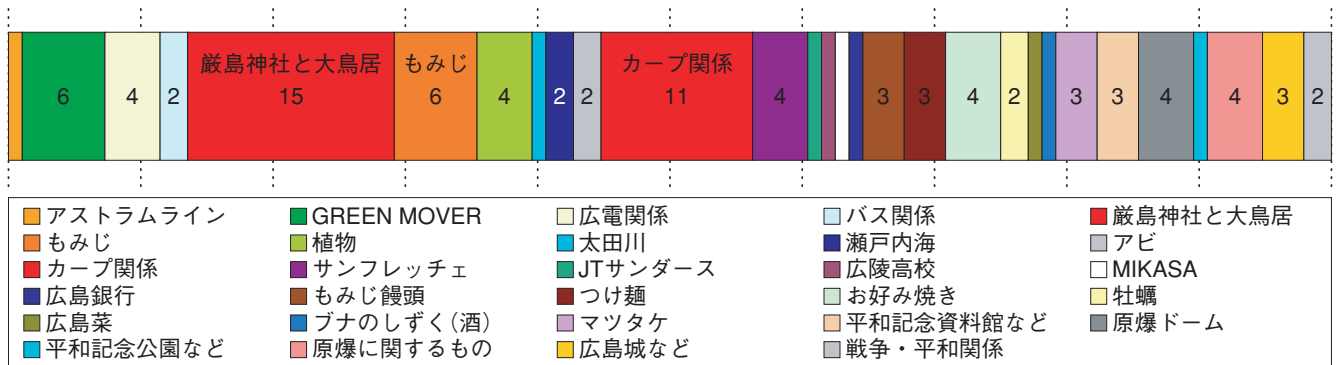 厳島神社と大鳥居 もみじ カープ関係
6 4 2 15 6 4 2 2 11 4 3 3 4 2 3 3 4 4 3 2
アストラムライン GREEN MOVER 広電関係 バス関係 厳島神社と大鳥居
もみじ 植物 太田川 瀬戸内海 アビ
カープ関係 サンフレッチェ JTサンダース 広陵高校 MIKASA
広島銀行 もみじ饅頭 つけ麺 お好み焼き 牡蠣
広島菜 ブナのしずく(酒) マツタケ 平和記念資料館など 原爆ドーム
平和記念公園など 原爆に関するもの 広島城など 戦争・平和関係